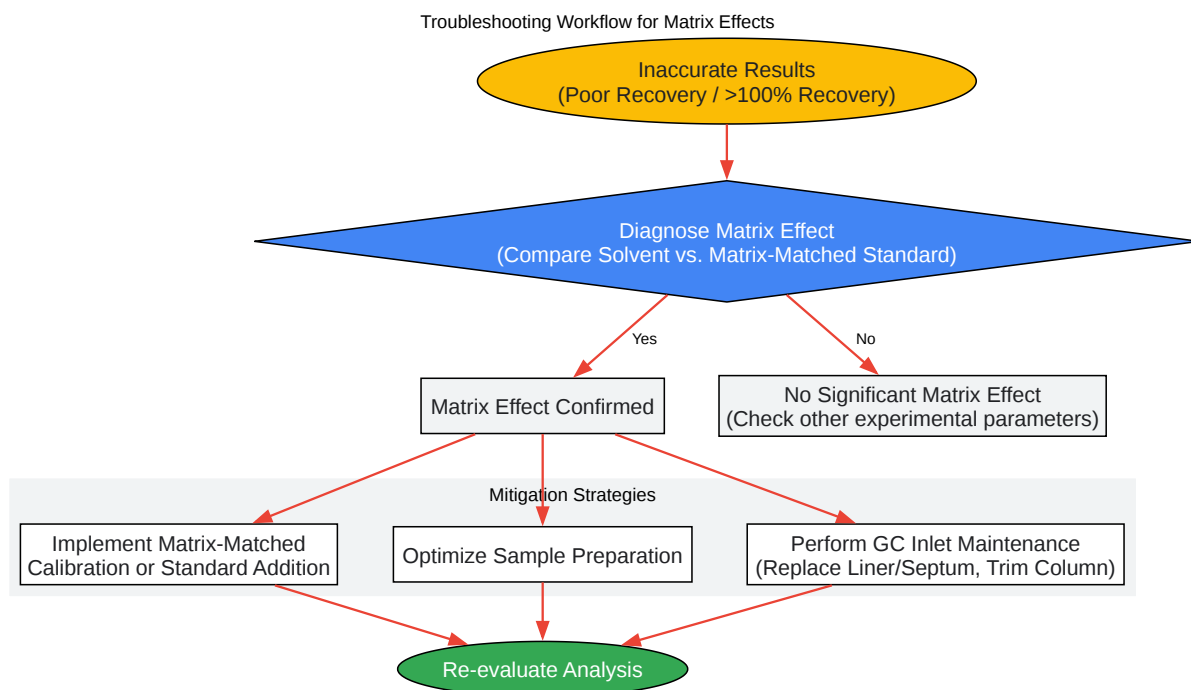 Troubleshooting Workflow for Matrix Effects
Inaccurate Results
(Poor Recovery / >100% Recovery)
Diagnose Matrix Effect
(Compare Solvent vs. Matrix-Matched Standard)
Yes
No
Matrix Effect Confirmed
No Significant Matrix Effect
(Check other experimental parameters)
Mitigation Strategies
Implement Matrix-Matched
Calibration or Standard Addition
Optimize Sample Preparation
Perform GC Inlet Maintenance
(Replace Liner/Septum, Trim Column)
Re-evaluate Analysis